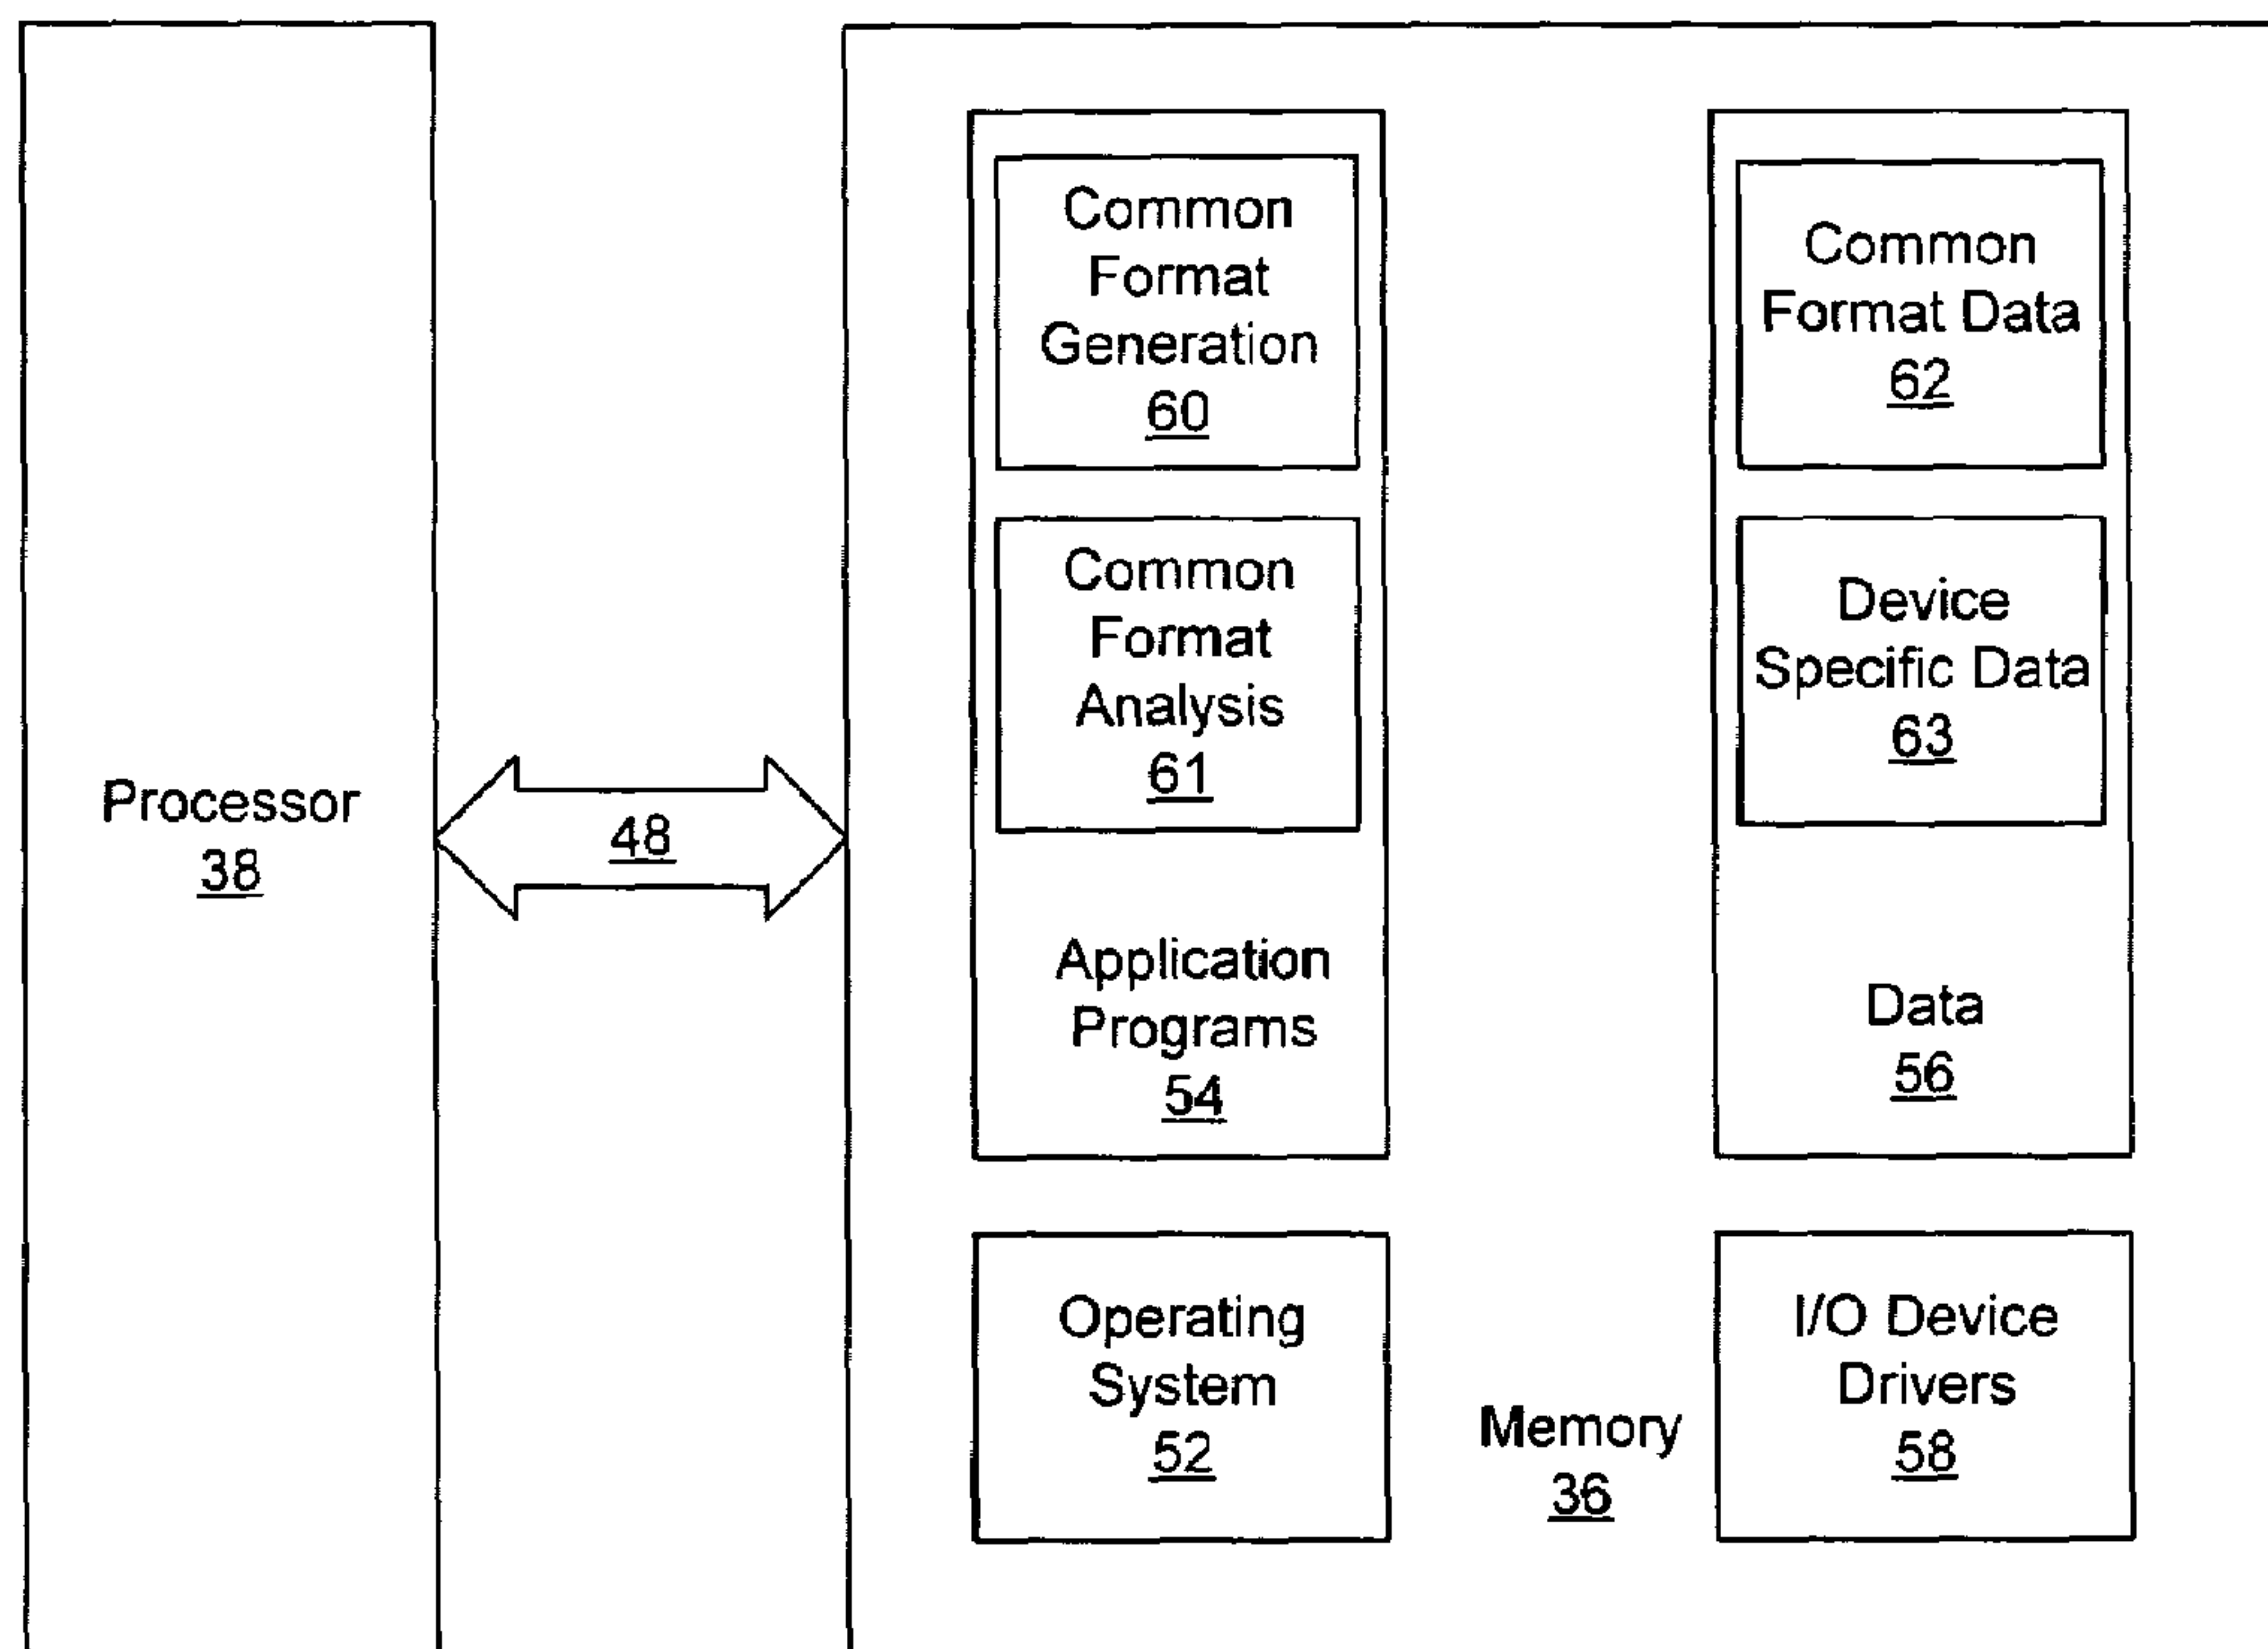 Processor
38
48
Common
Format
Generation
60
Common
Format
Analysis
61
Application
Programs
54
Common
Format Data
62
Device
Specific Data
63
Data
56
Operating
System
52
Memory
36
I/O Device
Drivers
58